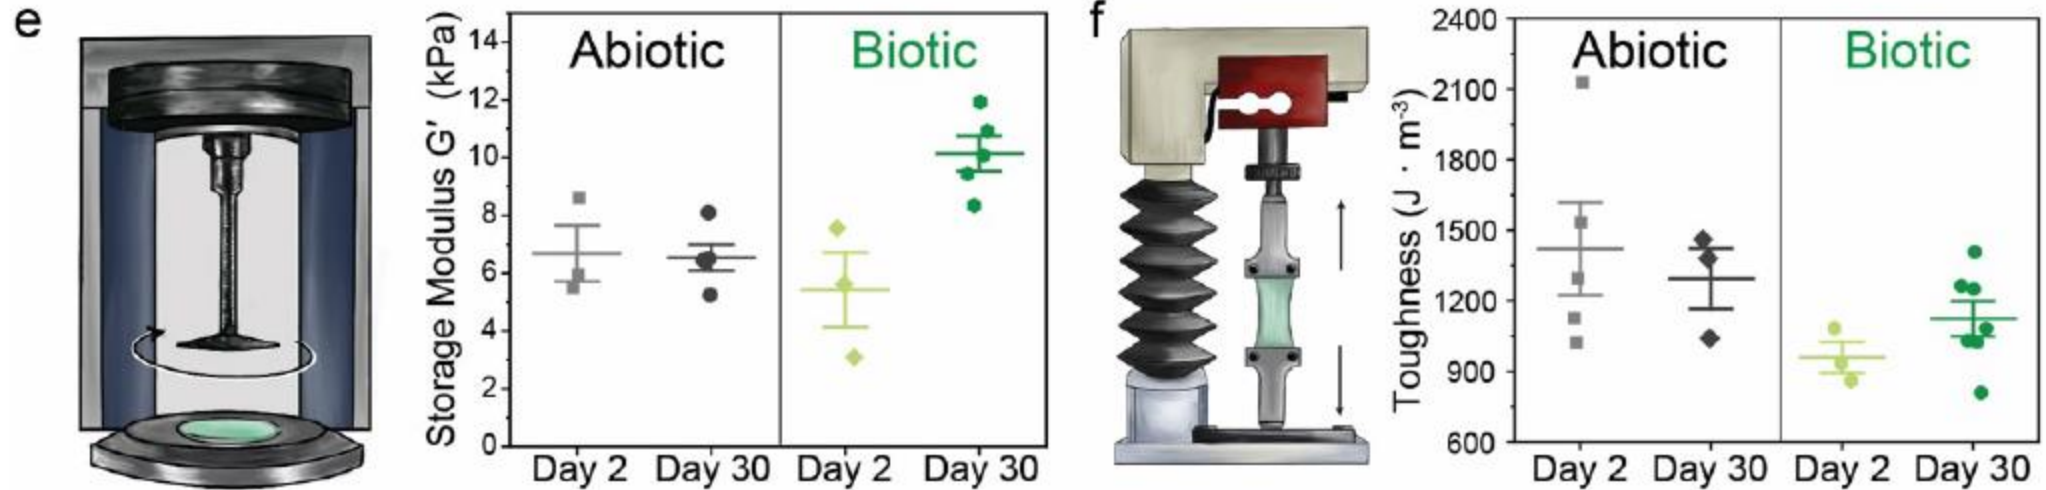 e
Storage Modulus G′ (kPa)
14
12
10
8
6
4
2
0
Abiotic
Biotic
Day 2
Day 30
Day 2
Day 30
f
Toughness (J · m⁻³)
2400
2100
1800
1500
1200
900
600
Abiotic
Biotic
Day 2
Day 30
Day 2
Day 30